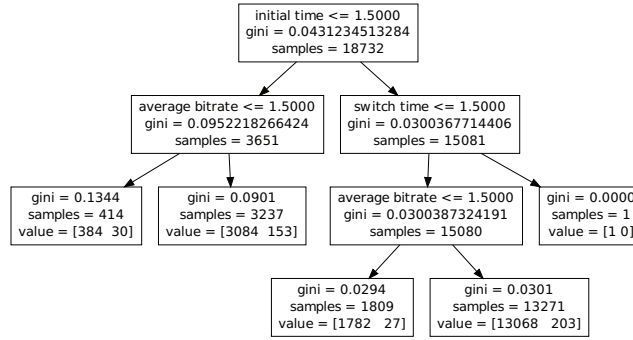 initial time <= 1.5000
gini = 0.0431234513284
samples = 18732
average bitrate <= 1.5000
gini = 0.0952218266424
samples = 3651
switch time <= 1.5000
gini = 0.0300367714406
samples = 15081
gini = 0.1344
samples = 414
value = [384 30]
gini = 0.0901
samples = 3237
value = [3084 153]
average bitrate <= 1.5000
gini = 0.0300387324191
samples = 15080
gini = 0.0000
samples = 1
value = [1 0]
gini = 0.0294
samples = 1809
value = [1782 27]
gini = 0.0301
samples = 13271
value = [13068 203]